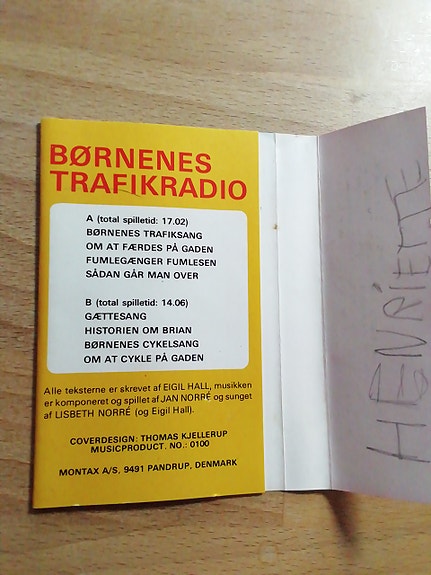 BØRNENES
TRAFIKRADIO
A (total spilletid: 17.02)
BØRNENES TRAFIKSANG
OM AT FÆRDES PÅ GADEN
FUMLEGÆNGER FUMLESEN
SÅDAN GÅR MAN OVER
B (total spilletid: 14.06)
GÆTTESANG
HISTORIEN OM BRIAN
BØRNENES CYKELSANG
OM AT CYKLE PÅ GADEN
Alle teksterne er skrevet af EIGIL HALL, musikken
er komponeret og spillet af JAN NORRÉ og sunget
af LISBETH NORRÉ (og Eigil Hall).
COVERDESIGN: THOMAS KJELLERUP
MUSICPRODUCT. NO.: 0100
MONTAX A/S, 9491 PANDRUP, DENMARK
HENRIETTE